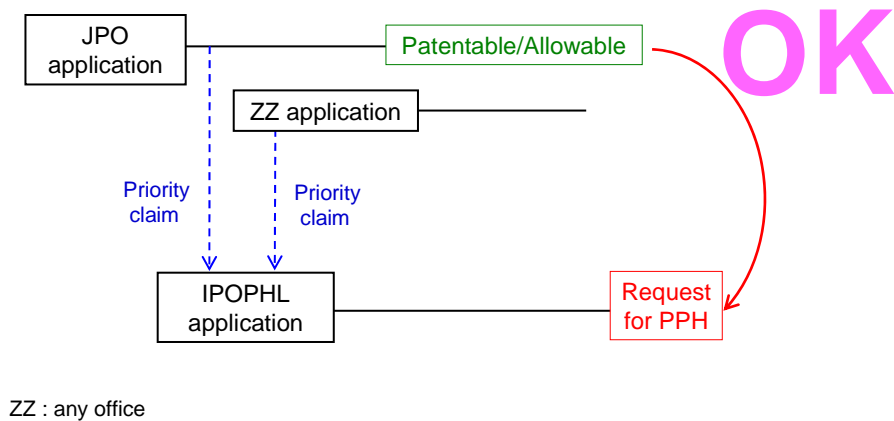 JPO
application
Patentable/Allowable
OK
ZZ application
Priority
claim
Priority
claim
IPOPHL
application
Request
for PPH
ZZ : any office